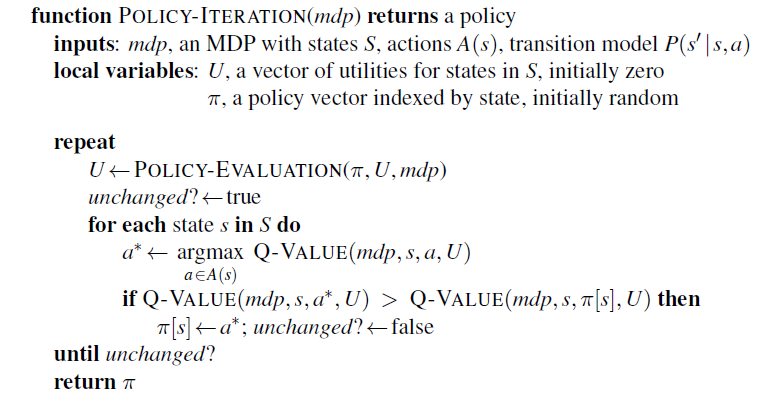 function POLICY-ITERATION(mdp) returns a policy
inputs: mdp, an MDP with states S, actions A(s), transition model P(s′ | s, a)
local variables: U, a vector of utilities for states in S, initially zero
π, a policy vector indexed by state, initially random
repeat
U ← POLICY-EVALUATION(π, U, mdp)
unchanged? ← true
for each state s in S do
a* ← argmax Q-VALUE(mdp, s, a, U)
a∈A(s)
if Q-VALUE(mdp, s, a*, U) > Q-VALUE(mdp, s, π[s], U) then
π[s] ← a*; unchanged? ← false
until unchanged?
return π